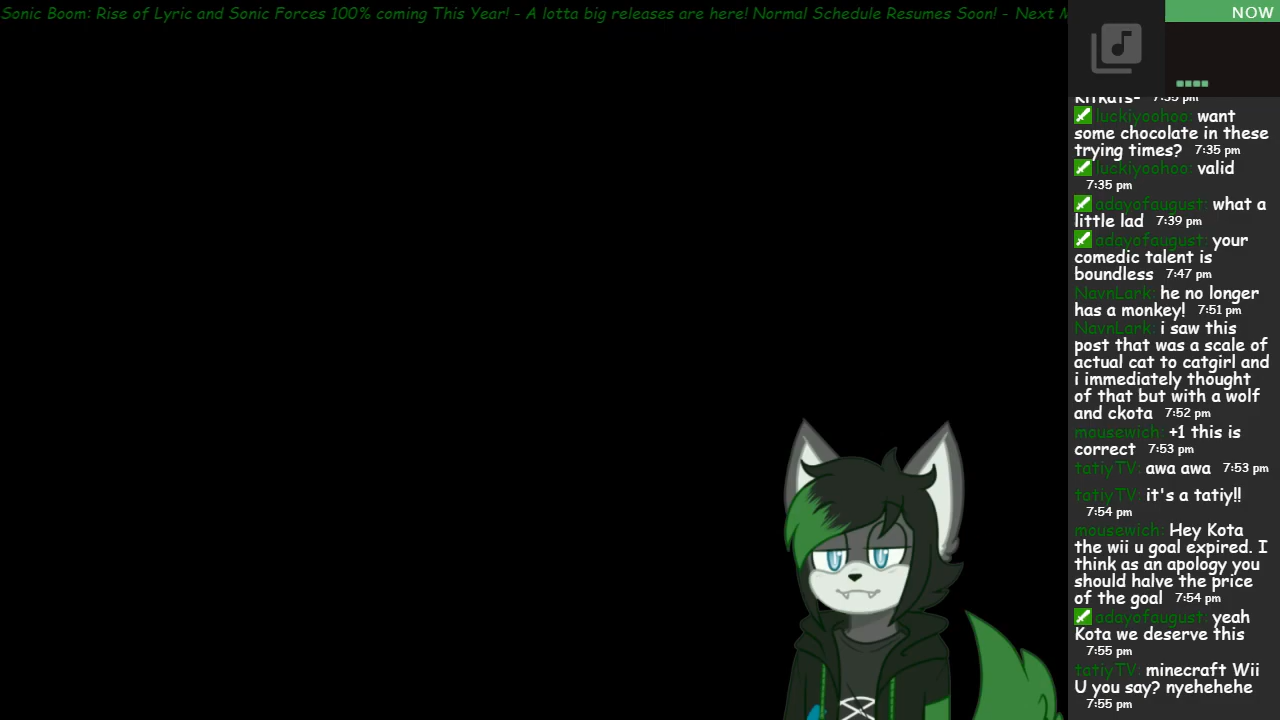 Sonic Boom: Rise of Lyric and Sonic Forces 100% coming This Year! - A lotta big releases are here! Normal Schedule Resumes Soon! - Next
NOW
KitKats- 7:35 pm
luckiyoohoo: want
some chocolate in these
trying times? 7:35 pm
luckiyoohoo: valid
7:35 pm
adayofaugust: what a
little lad 7:39 pm
adayofaugust: your
comedic talent is
boundless 7:47 pm
NavnLark: he no longer
has a monkey! 7:51 pm
NavnLark: i saw this
post that was a scale of
actual cat to catgirl and
i immediately thought
of that but with a wolf
and ckota 7:52 pm
mousewich: +1 this is
correct 7:53 pm
tatiyTV: awa awa 7:53 pm
tatiyTV: it's a tatiy!!
7:54 pm
mousewich: Hey Kota
the wii u goal expired. I
think as an apology you
should halve the price
of the goal 7:54 pm
adayofaugust: yeah
Kota we deserve this
7:55 pm
tatiyTV: minecraft Wii
U you say? nyehehehe
7:55 pm